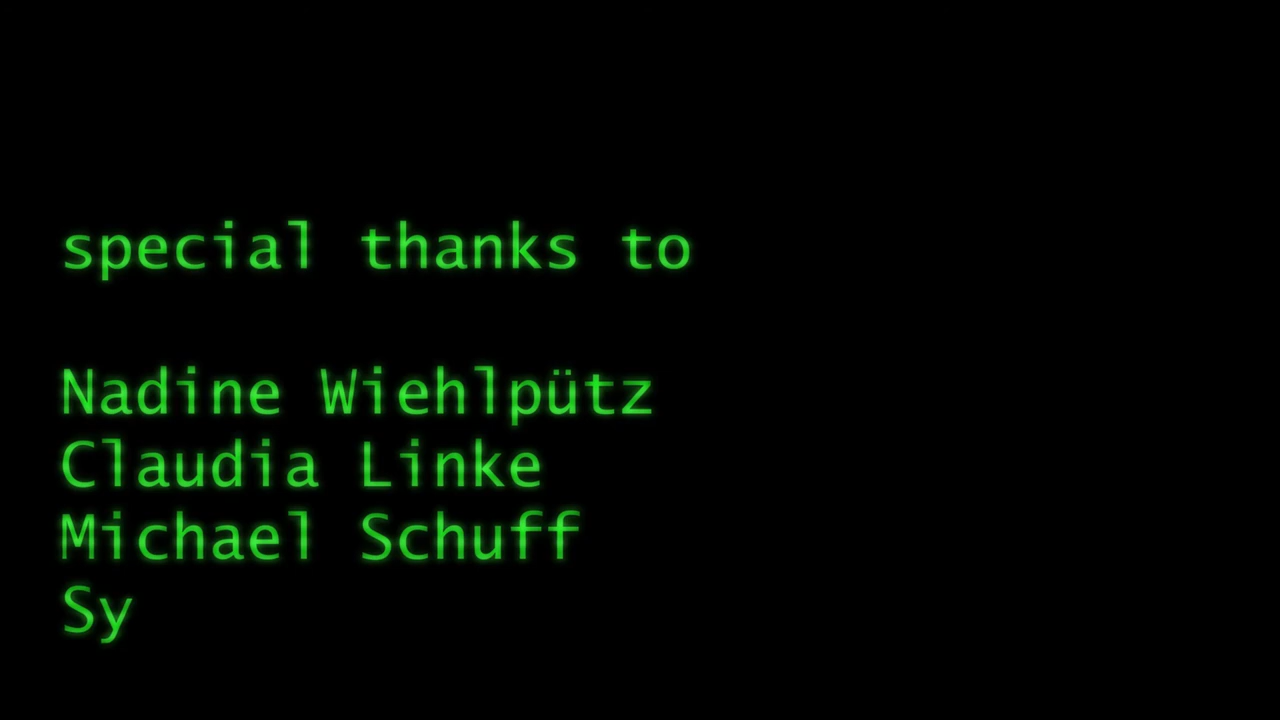 special thanks to
Nadine Wiehlpütz
Claudia Linke
Michael Schuff
Sy